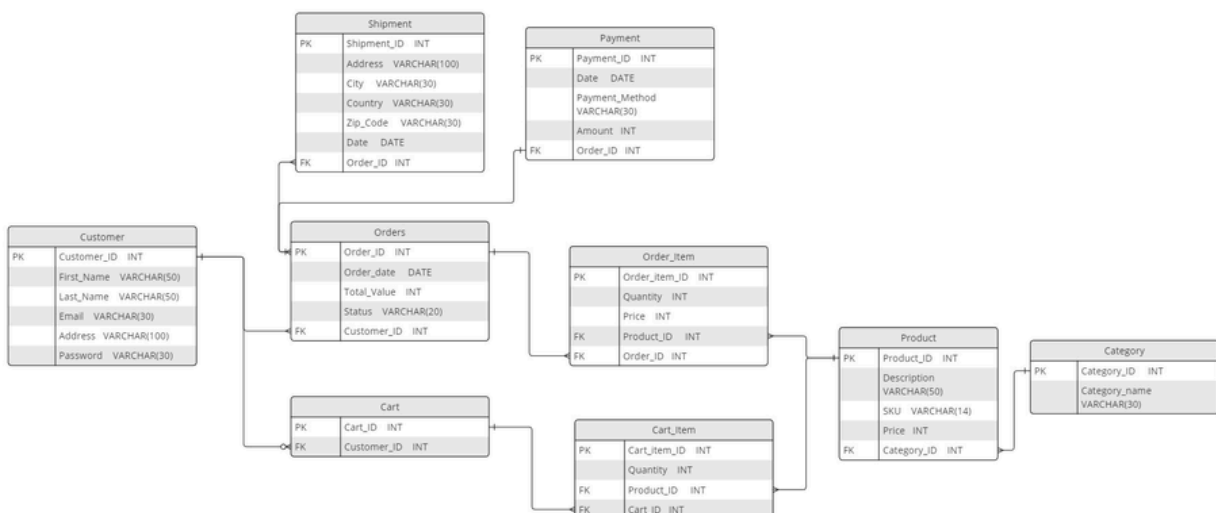 Shipment
PK Shipment_ID INT
Address VARCHAR(100)
City VARCHAR(30)
Country VARCHAR(30)
Zip_Code VARCHAR(30)
Date DATE
FK Order_ID INT
Payment
PK Payment_ID INT
Date DATE
Payment_Method
VARCHAR(30)
Amount INT
FK Order_ID INT
Customer
PK Customer_ID INT
First_Name VARCHAR(50)
Last_Name VARCHAR(50)
Email VARCHAR(30)
Address VARCHAR(100)
Password VARCHAR(30)
Orders
PK Order_ID INT
Order_date DATE
Total_Value INT
Status VARCHAR(20)
FK Customer_ID INT
Order_Item
PK Order_item_ID INT
Quantity INT
Price INT
FK Product_ID INT
FK Order_ID INT
Cart
PK Cart_ID INT
FK Customer_ID INT
Cart_Item
PK Cart_item_ID INT
Quantity INT
FK Product_ID INT
FK Cart_ID INT
Product
PK Product_ID INT
Description
VARCHAR(50)
SKU VARCHAR(14)
Price INT
FK Category_ID INT
Category
PK Category_ID INT
Category_name
VARCHAR(30)